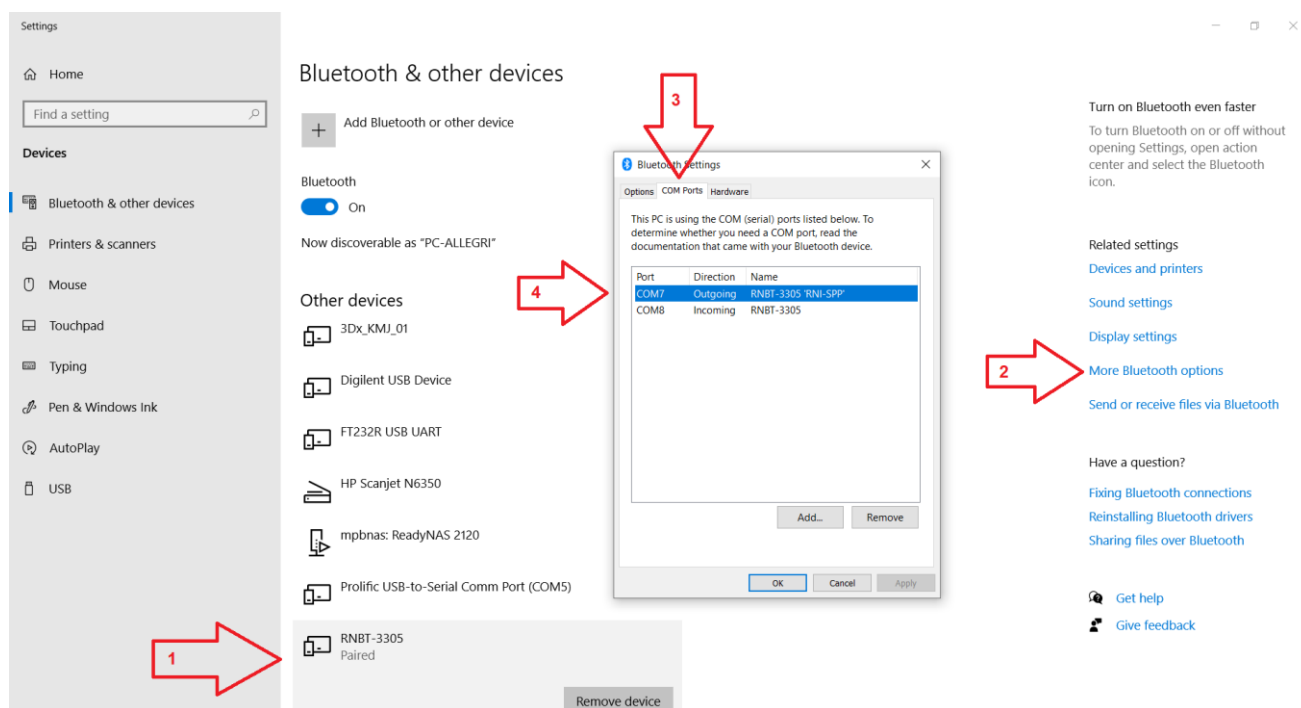 Settings
Home
Find a setting
Devices
Bluetooth & other devices
Printers & scanners
Mouse
Touchpad
Typing
Pen & Windows Ink
AutoPlay
USB
Bluetooth & other devices
Add Bluetooth or other device
Bluetooth
On
Now discoverable as "PC-ALLEGRI"
Other devices
3Dx_KMJ_01
Digilent USB Device
FT232R USB UART
HP Scanjet N6350
mpbnas: ReadyNAS 2120
Prolific USB-to-Serial Comm Port (COM5)
1
RNBT-3305
Paired
Remove device
3
Bluetooth Settings
Options COM Ports Hardware
This PC is using the COM (serial) ports listed below. To
determine whether you need a COM port, read the
documentation that came with your Bluetooth device.
Port Direction Name
4
COM7 Outgoing RNBT-3305 'RNI-SPP'
COM8 Incoming RNBT-3305
Add... Remove
OK Cancel Apply
Turn on Bluetooth even faster
To turn Bluetooth on or off without
opening Settings, open action
center and select the Bluetooth
icon.
Related settings
Devices and printers
Sound settings
Display settings
2
More Bluetooth options
Send or receive files via Bluetooth
Have a question?
Fixing Bluetooth connections
Reinstalling Bluetooth drivers
Sharing files over Bluetooth
Get help
Give feedback